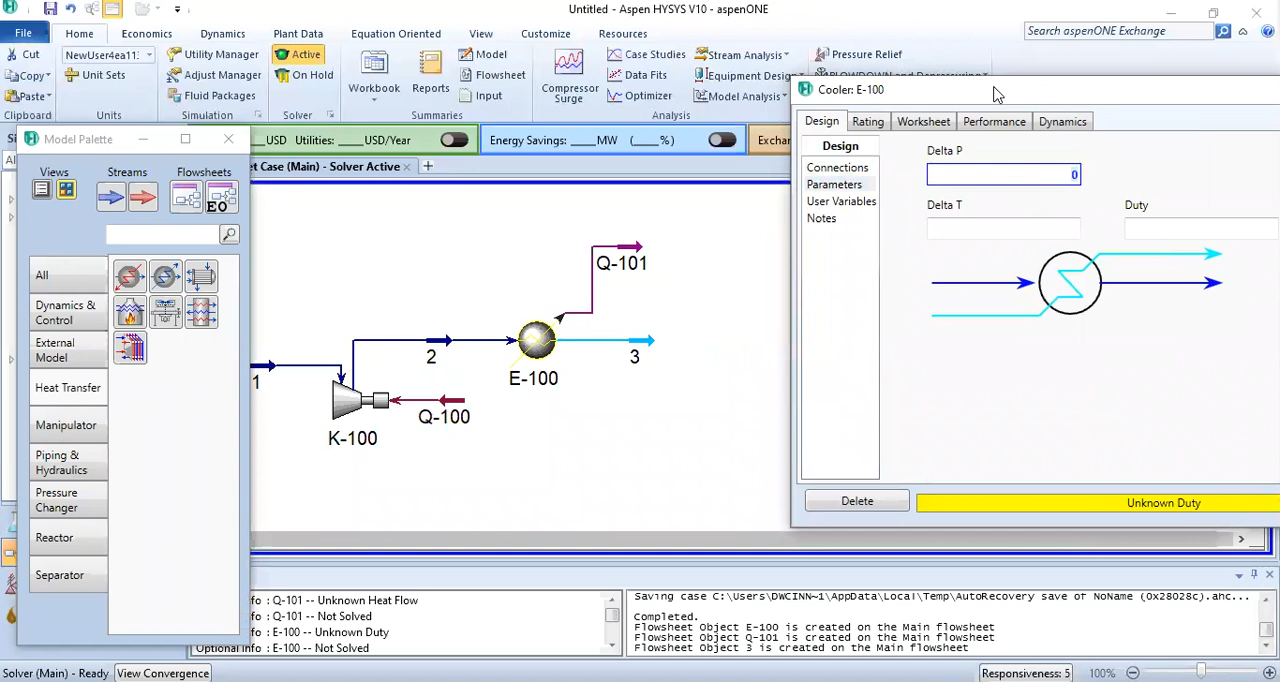 Untitled - Aspen HYSYS V10 - aspenONE
File Home Economics Dynamics Plant Data Equation Oriented View Customize Resources
Search aspenONE Exchange
Cut
Copy
Paste
Clipboard
NewUser4ea11
Unit Sets
Units
Utility Manager
Adjust Manager
Fluid Packages
Simulation
Active
On Hold
Solver
Workbook
Reports
Model
Flowsheet
Input
Summaries
Compressor
Surge
Case Studies
Data Fits
Optimizer
Stream Analysis
Equipment Design
Model Analysis
Analysis
Pressure Relief
USD Utilities: ____USD/Year
Energy Savings: ____MW (____%)
Exchan
et Case (Main) - Solver Active
Model Palette
Views Streams Flowsheets
EO
All
Dynamics &
Control
External
Model
Heat Transfer
Manipulator
Piping &
Hydraulics
Pressure
Changer
Reactor
Separator
Q-101
2
3
E-100
1
Q-100
K-100
Cooler: E-100
Design Rating Worksheet Performance Dynamics
Design
Connections
Parameters
User Variables
Notes
Delta P
0
Delta T
Duty
Delete
Unknown Duty
fo : Q-101 -- Unknown Heat Flow
fo : Q-101 -- Not Solved
fo : E-100 -- Unknown Duty
Optional Info : E-100 -- Not Solved
Saving case C:\Users\DWCINN~1\AppData\Local\Temp\AutoRecovery save of NoName (0x28028c).ahc...
Completed.
Flowsheet Object E-100 is created on the Main flowsheet
Flowsheet Object Q-101 is created on the Main flowsheet
Flowsheet Object 3 is created on the Main flowsheet
Solver (Main) - Ready
View Convergence
Responsiveness: 5
100%